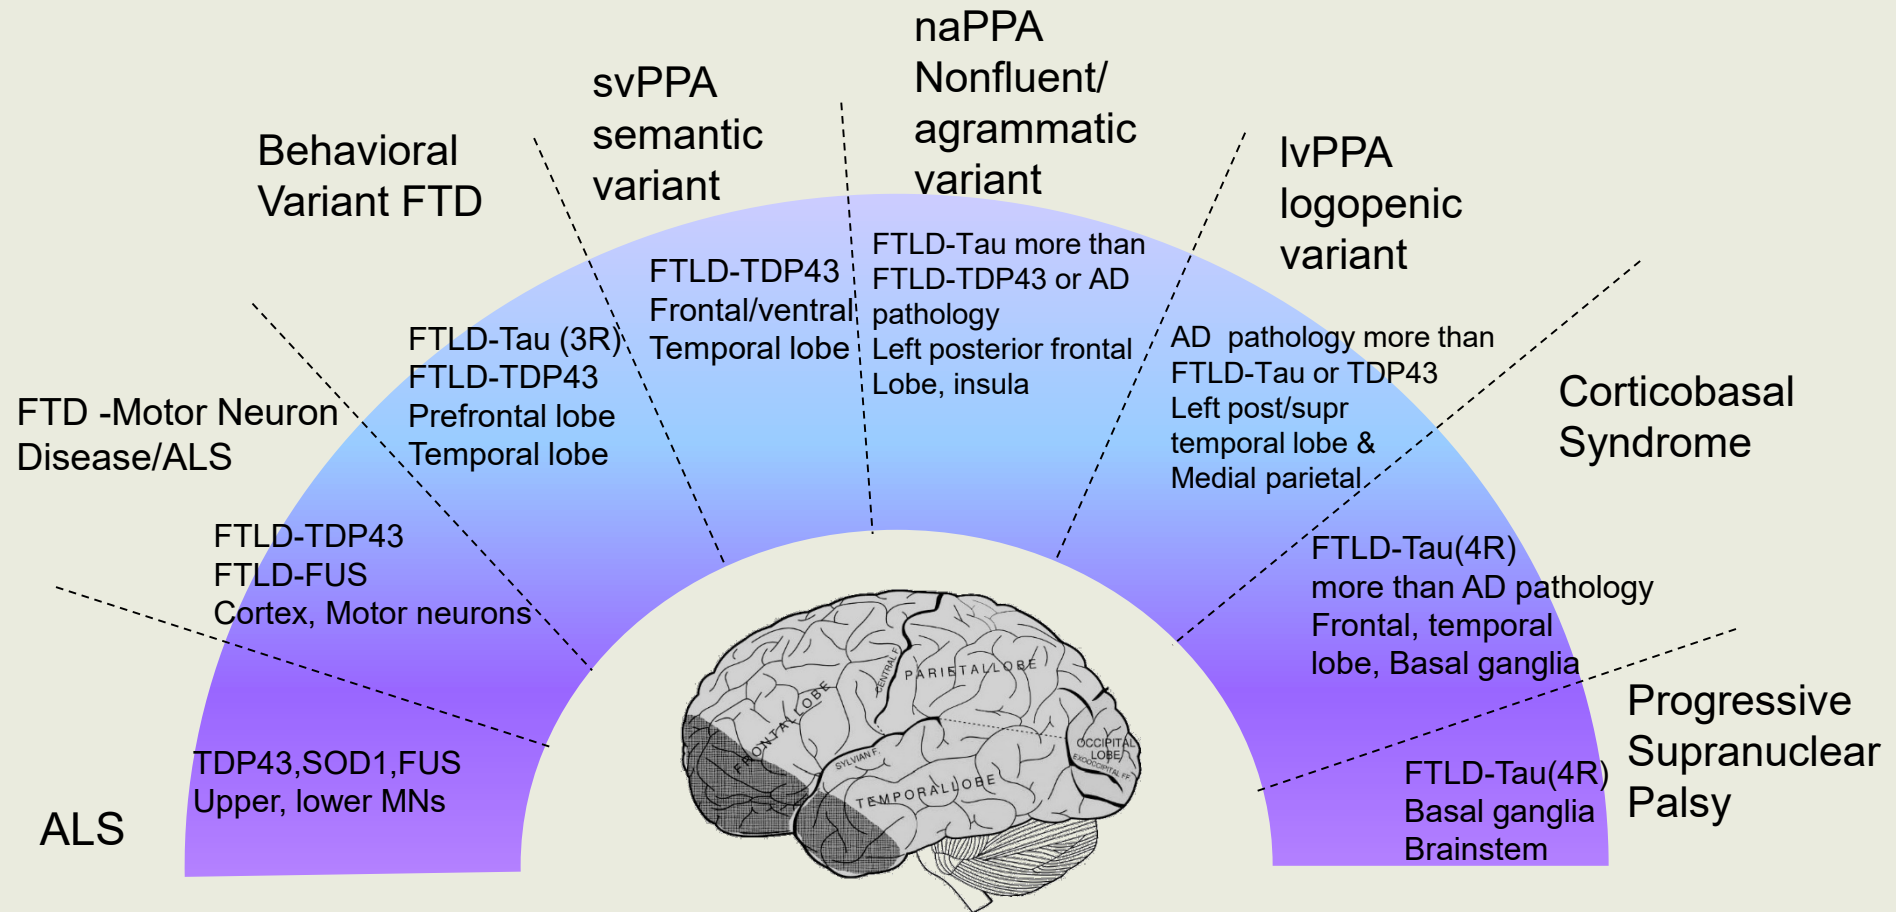 naPPA
Nonfluent/
agrammatic
variant
svPPA
semantic
variant
Behavioral
Variant FTD
lvPPA
logopenic
variant
FTD -Motor Neuron
Disease/ALS
Corticobasal
Syndrome
ALS
Progressive
Supranuclear
Palsy
TDP43,SOD1,FUS
Upper, lower MNs
FTLD-TDP43
FTLD-FUS
Cortex, Motor neurons
FTLD-Tau (3R)
FTLD-TDP43
Prefrontal lobe
Temporal lobe
FTLD-TDP43
Frontal/ventral
Temporal lobe
FTLD-Tau more than
FTLD-TDP43 or AD
pathology
Left posterior frontal
Lobe, insula
AD pathology more than
FTLD-Tau or TDP43
Left post/supr
temporal lobe &
Medial parietal
FTLD-Tau(4R)
more than AD pathology
Frontal, temporal
lobe, Basal ganglia
FTLD-Tau(4R)
Basal ganglia
Brainstem
FRONTAL LOBE
CENTRAL F.
PARIETAL LOBE
SYLVIAN F.
TEMPORAL LOBE
OCCIPITAL
LOBE